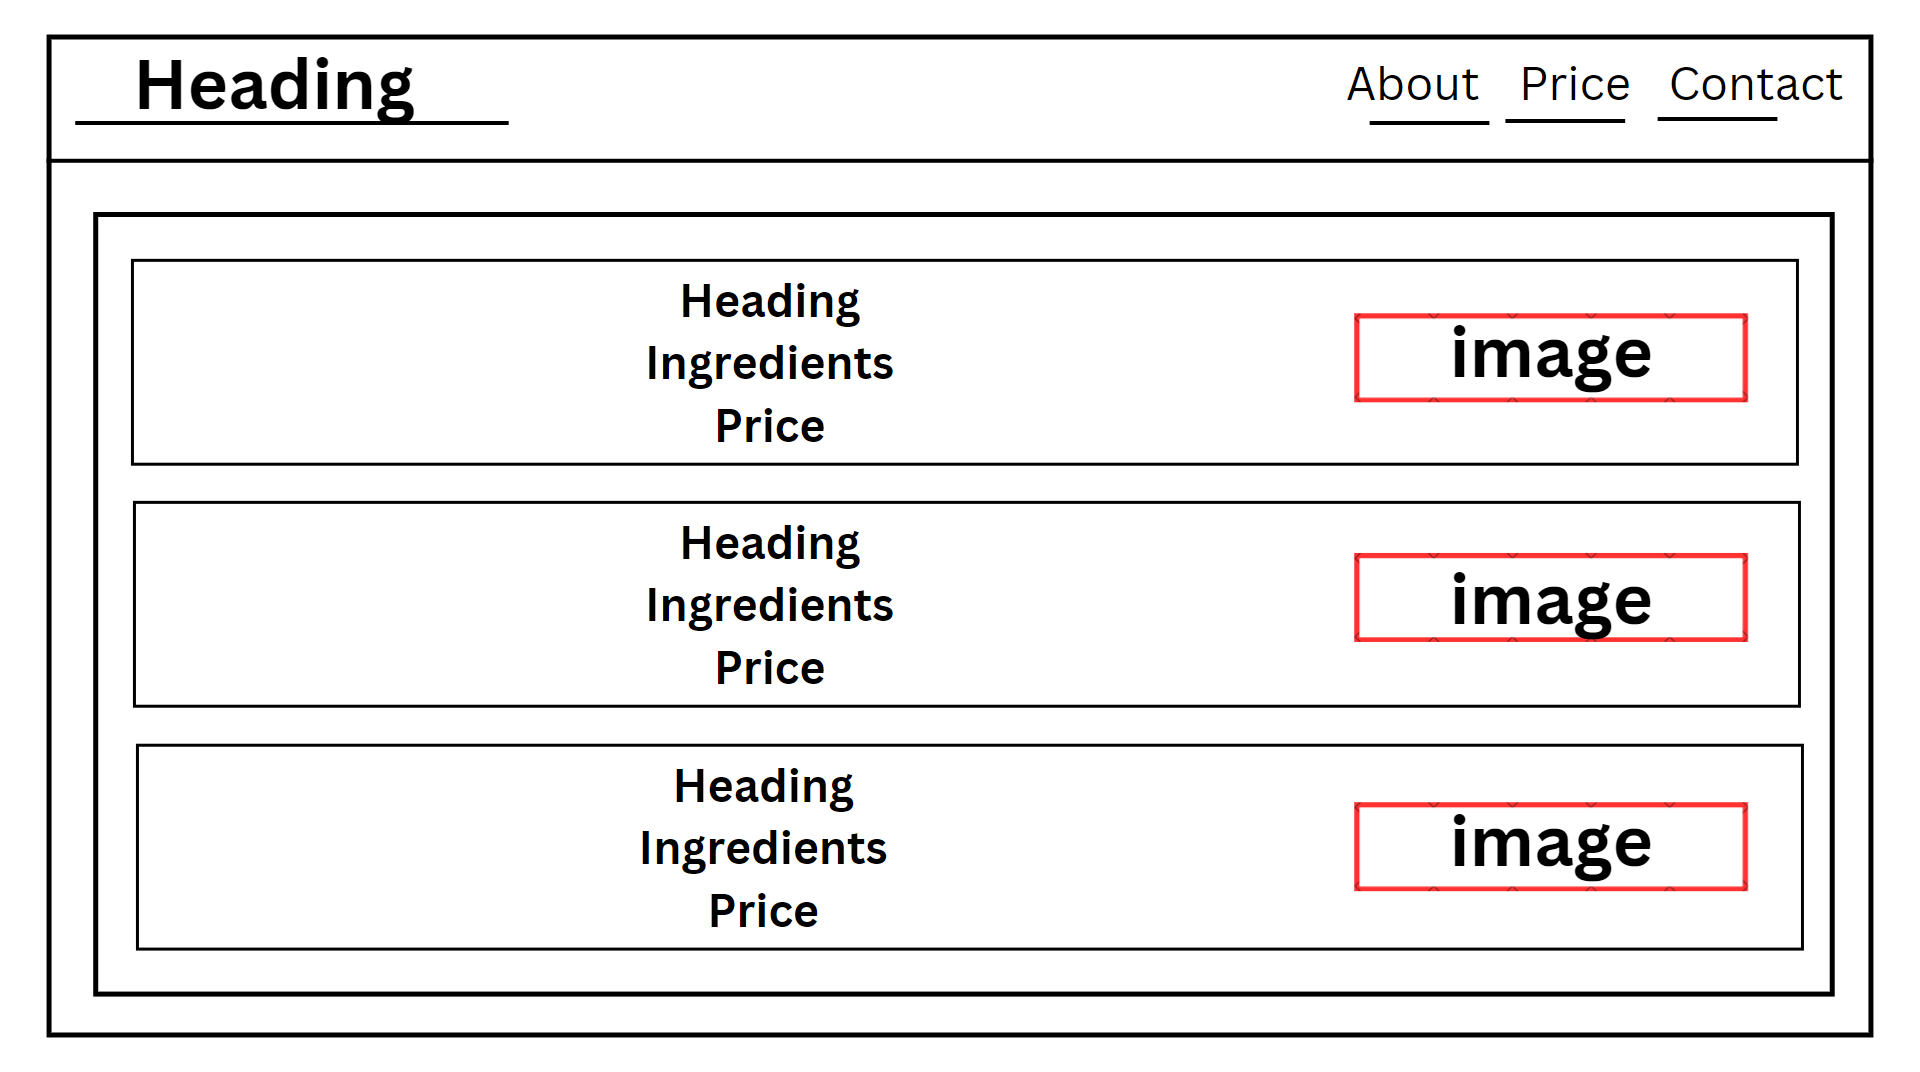 Heading
About Price Contact
Heading
Ingredients
Price
image
Heading
Ingredients
Price
image
Heading
Ingredients
Price
image